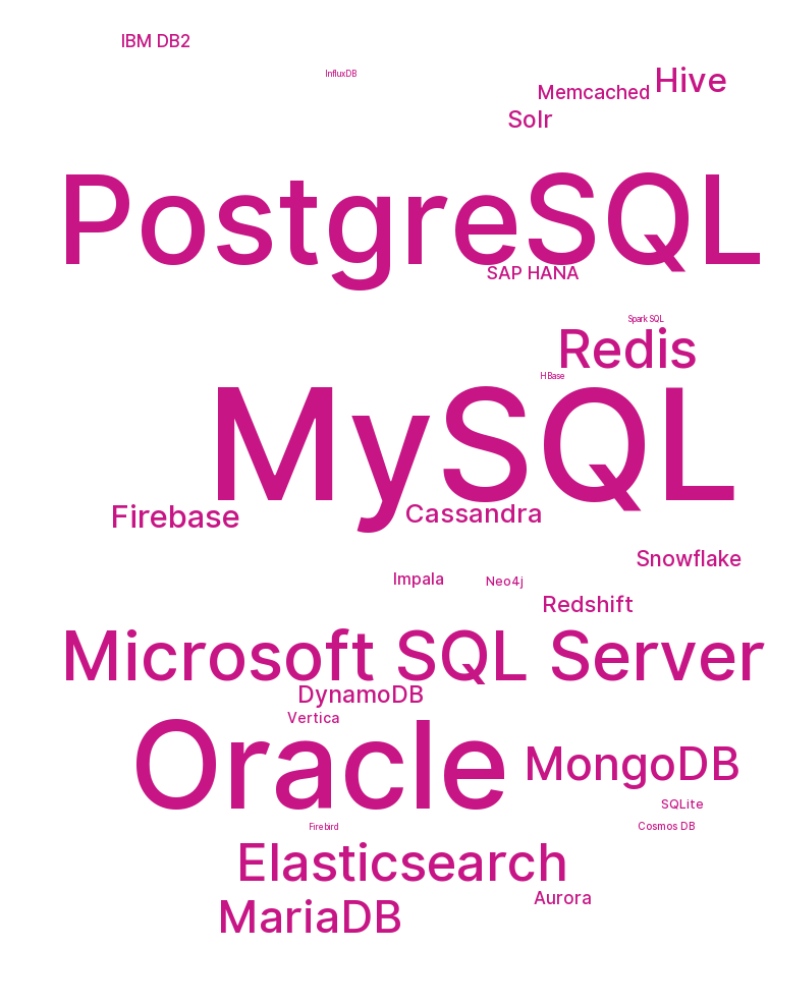 IBM DB2
InfluxDB
Hive
Memcached
Solr
PostgreSQL
SAP HANA
Spark SQL
Redis
HBase
MySQL
Firebase
Cassandra
Snowflake
Impala
Neo4j
Redshift
Microsoft SQL Server
DynamoDB
Vertica
Oracle
MongoDB
SQLite
Cosmos DB
Firebird
Elasticsearch
Aurora
MariaDB